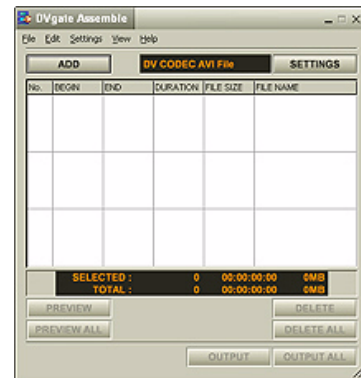 DVgate Assemble
File Edit Settings View Help
ADD DV CODEC AVI File SETTINGS
No. BEGIN END DURATION FILE SIZE FILE NAME
SELECTED : 0 00:00:00:00 0MB
TOTAL : 0 00:00:00:00 0MB
PREVIEW DELETE
PREVIEW ALL DELETE ALL
OUTPUT OUTPUT ALL